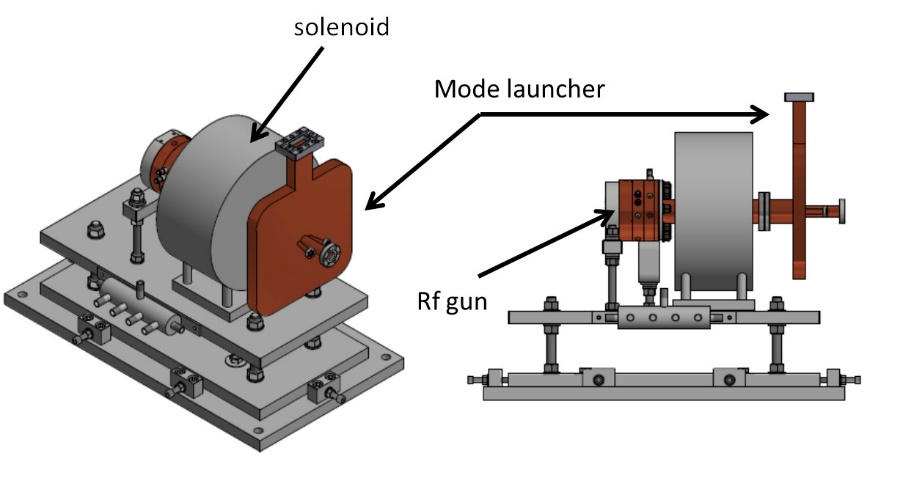 solenoid
Mode launcher
Rf gun